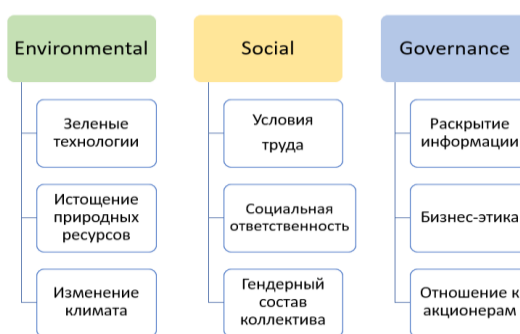 Environmental
Зеленые
технологии
Истощение
природных
ресурсов
Изменение
климата
Social
Условия
труда
Социальная
ответственность
Гендерный
состав
коллектива
Governance
Раскрытие
информации
Бизнес-этика
Отношение к
акционерам